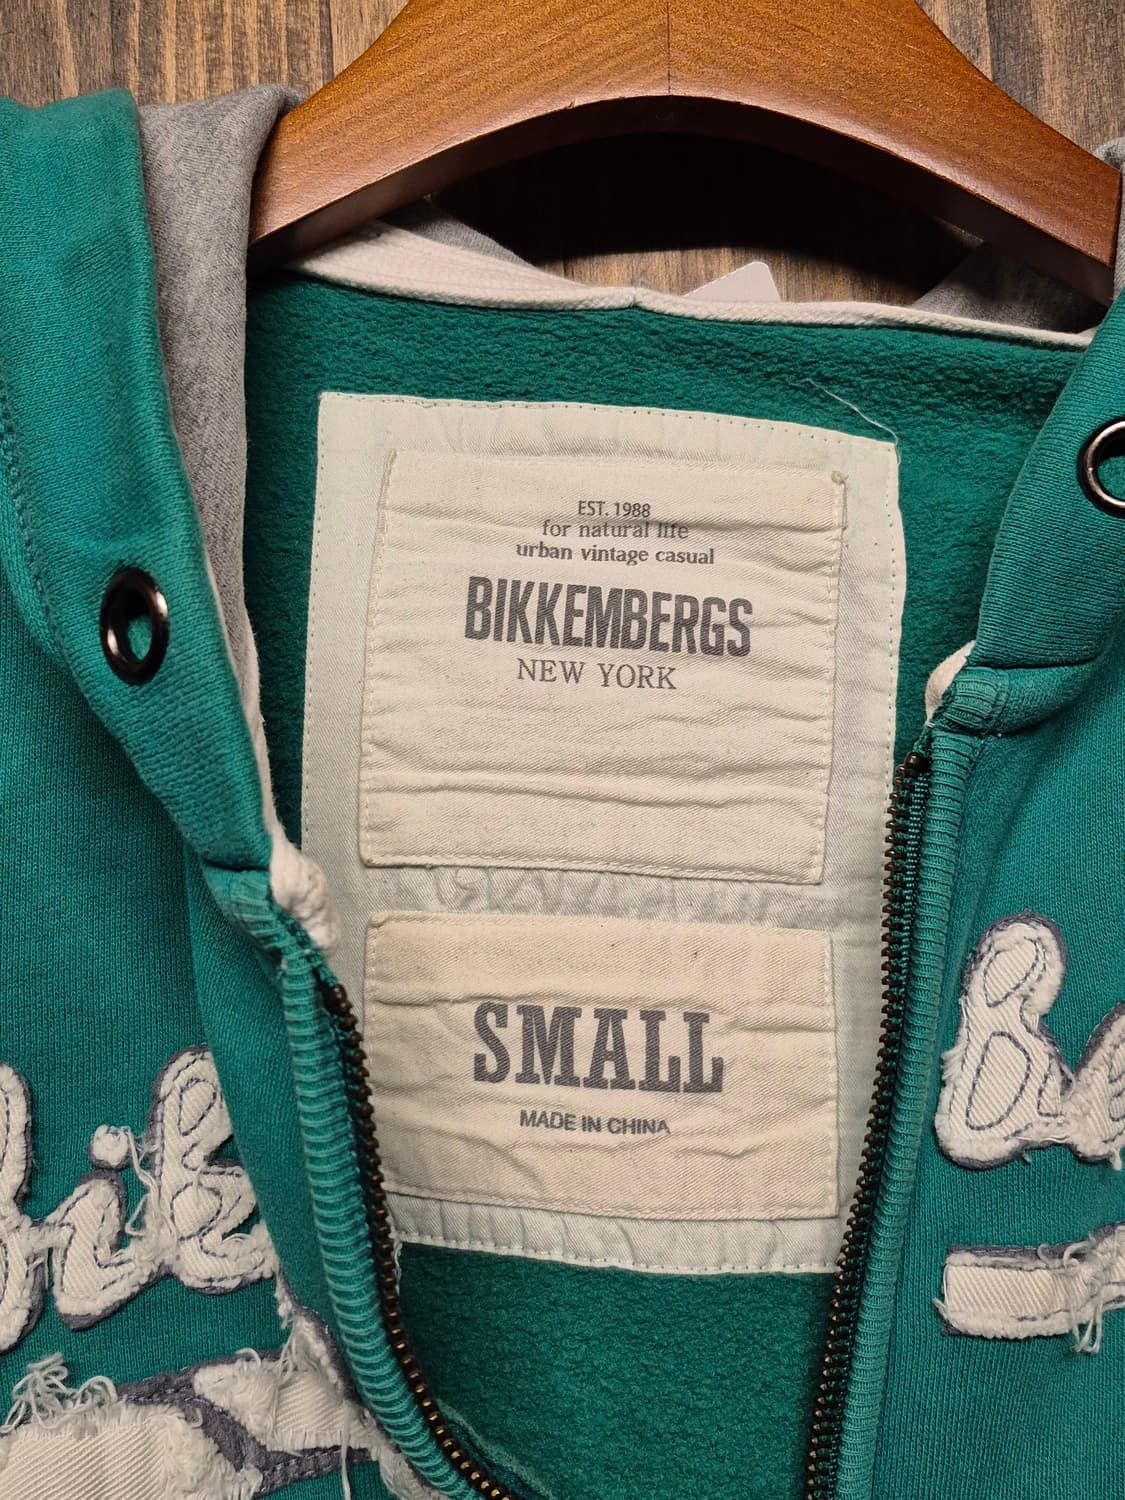 EST. 1988
for natural life
urban vintage casual
BIKKEMBERGS
NEW YORK
SMALL
MADE IN CHINA